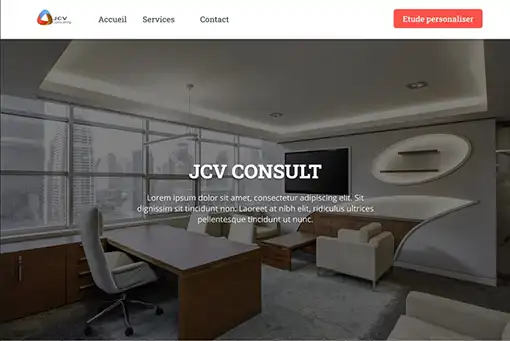 JCV
consulting
Accueil Services Contact
Etude personaliser
JCV CONSULT
Lorem ipsum dolor sit amet, consectetur adipiscing elit. Sit
dignissim sit tincidunt non. Laoreet at nibh elit, ridiculus ultrices
pellentesque tincidunt ut nunc.